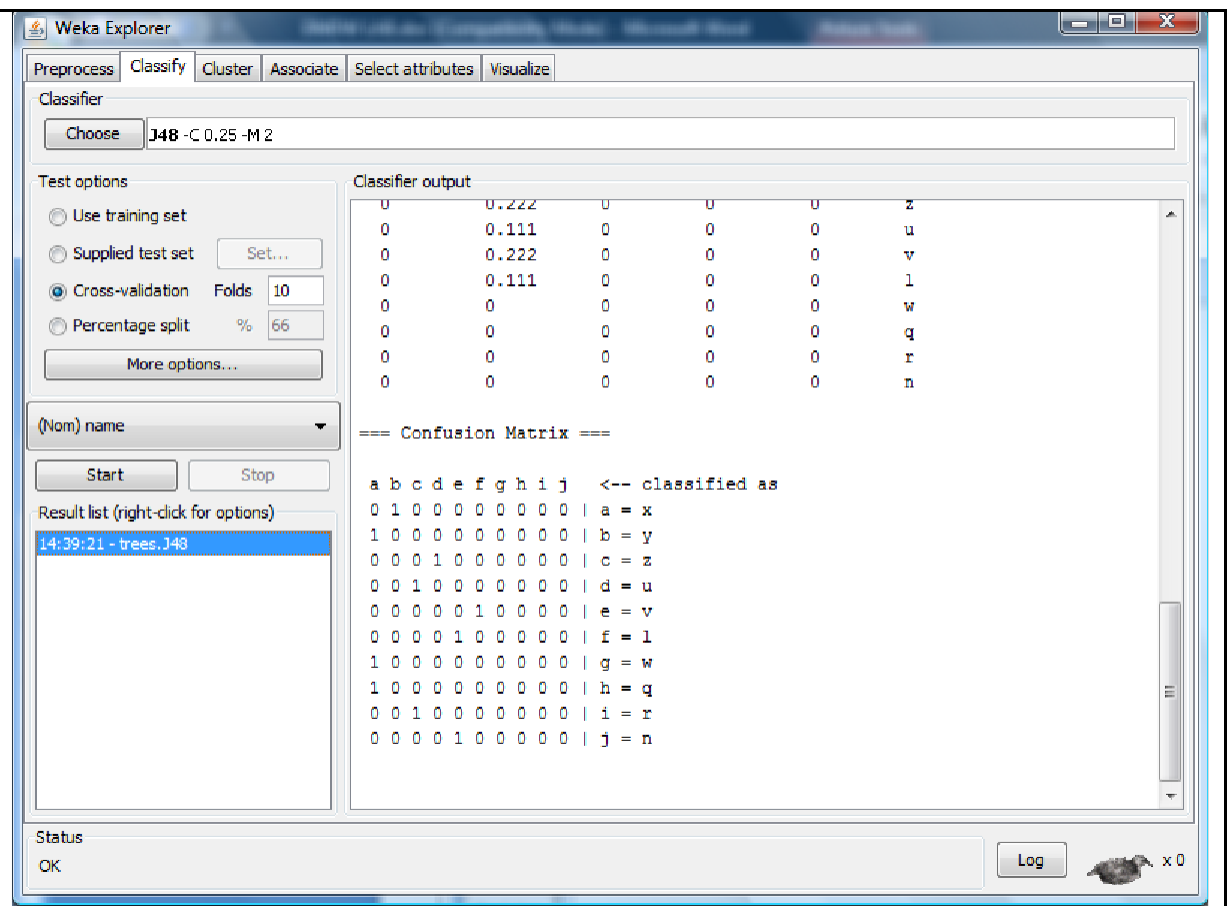 Weka Explorer
Preprocess Classify Cluster Associate Select attributes Visualize
Classifier
Choose J48 -C 0.25 -M 2
Test options
Use training set
Supplied test set Set...
Cross-validation Folds 10
Percentage split % 66
More options...
(Nom) name
Start Stop
Result list (right-click for options)
14:39:21 - trees.J48
Classifier output
0 0.222 0 0 0 z
0 0.111 0 0 0 u
0 0.222 0 0 0 v
0 0.111 0 0 0 l
0 0 0 0 0 w
0 0 0 0 0 q
0 0 0 0 0 r
0 0 0 0 0 n
=== Confusion Matrix ===
a b c d e f g h i j <-- classified as
0 1 0 0 0 0 0 0 0 0 | a = x
1 0 0 0 0 0 0 0 0 0 | b = y
0 0 0 1 0 0 0 0 0 0 | c = z
0 0 1 0 0 0 0 0 0 0 | d = u
0 0 0 0 0 1 0 0 0 0 | e = v
0 0 0 0 1 0 0 0 0 0 | f = l
1 0 0 0 0 0 0 0 0 0 | g = w
1 0 0 0 0 0 0 0 0 0 | h = q
0 0 1 0 0 0 0 0 0 0 | i = r
0 0 0 0 1 0 0 0 0 0 | j = n
Status
OK
Log x 0